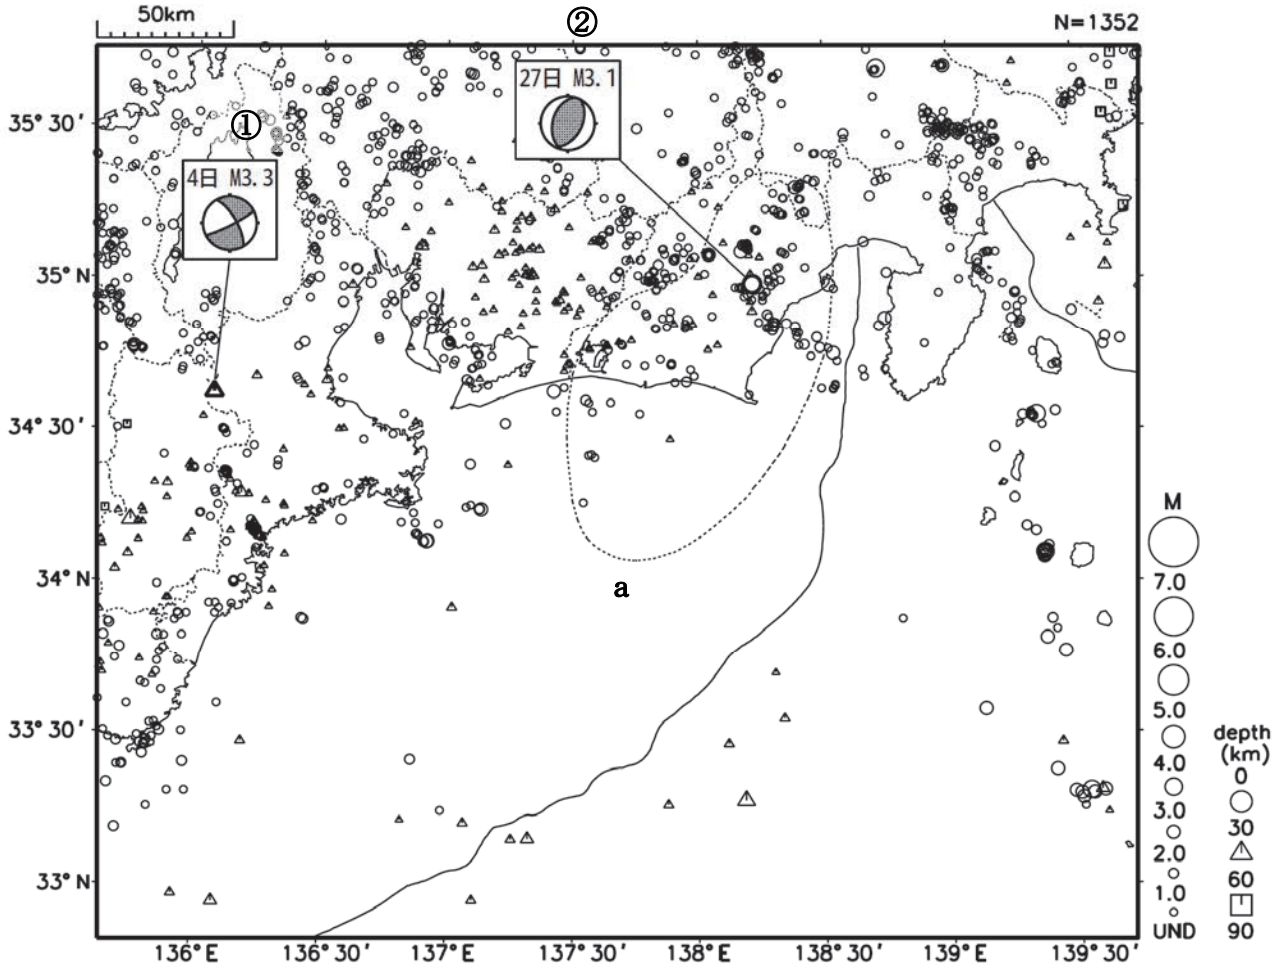 50km
②
N=1352
27日 M3.1
①
4日 M3.3
35°30′
35°N
34°30′
34°N
33°30′
33°N
a
M
7.0
6.0
5.0
4.0
3.0
2.0
1.0
UND
depth
(km)
0
30
60
90
136°E
136°30′
137°E
137°30′
138°E
138°30′
139°E
139°30′